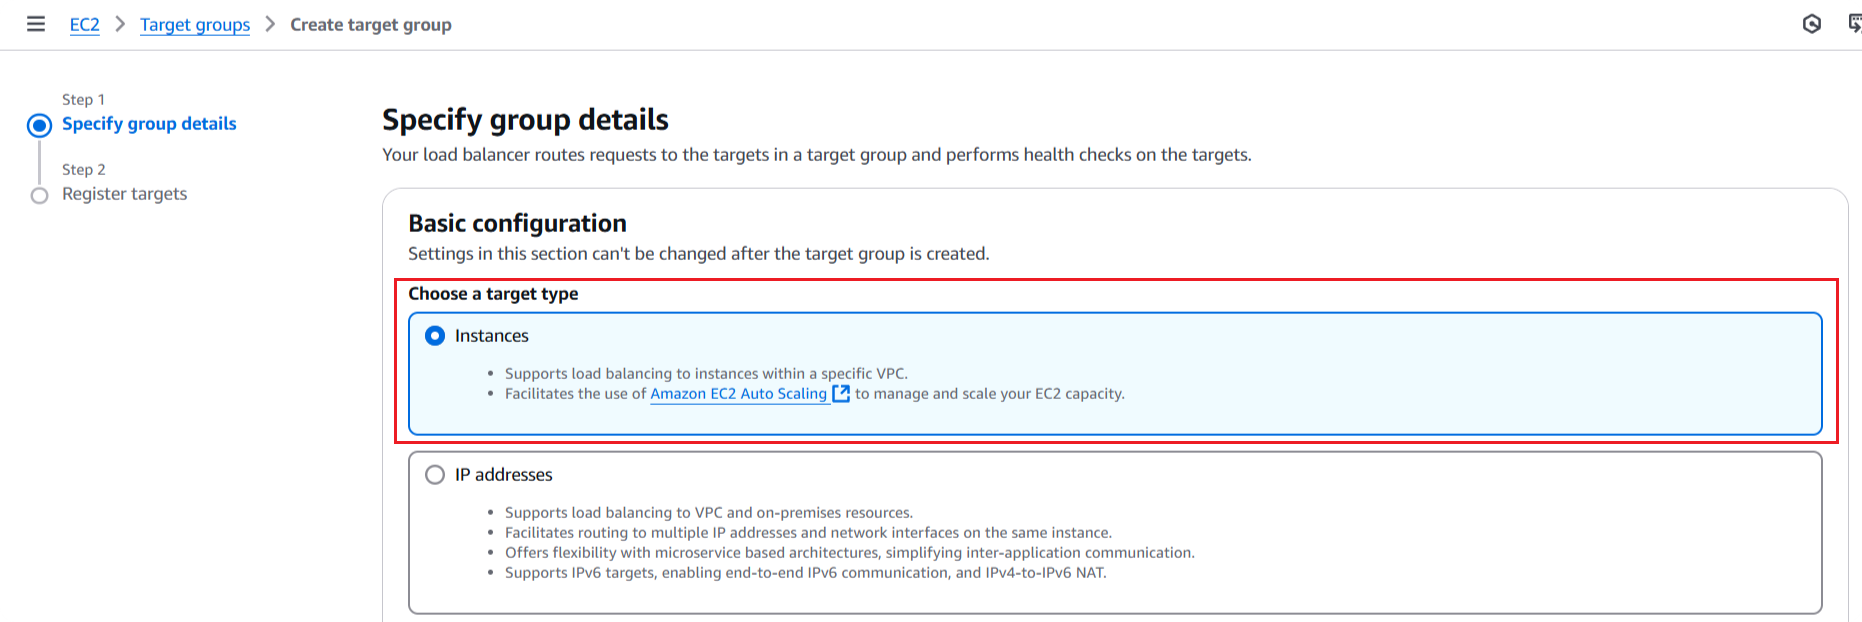 EC2 > Target groups > Create target group
Step 1
Specify group details
Step 2
Register targets
Specify group details
Your load balancer routes requests to the targets in a target group and performs health checks on the targets.
Basic configuration
Settings in this section can't be changed after the target group is created.
Choose a target type
Instances
• Supports load balancing to instances within a specific VPC.
• Facilitates the use of Amazon EC2 Auto Scaling to manage and scale your EC2 capacity.
IP addresses
• Supports load balancing to VPC and on-premises resources.
• Facilitates routing to multiple IP addresses and network interfaces on the same instance.
• Offers flexibility with microservice based architectures, simplifying inter-application communication.
• Supports IPv6 targets, enabling end-to-end IPv6 communication, and IPv4-to-IPv6 NAT.